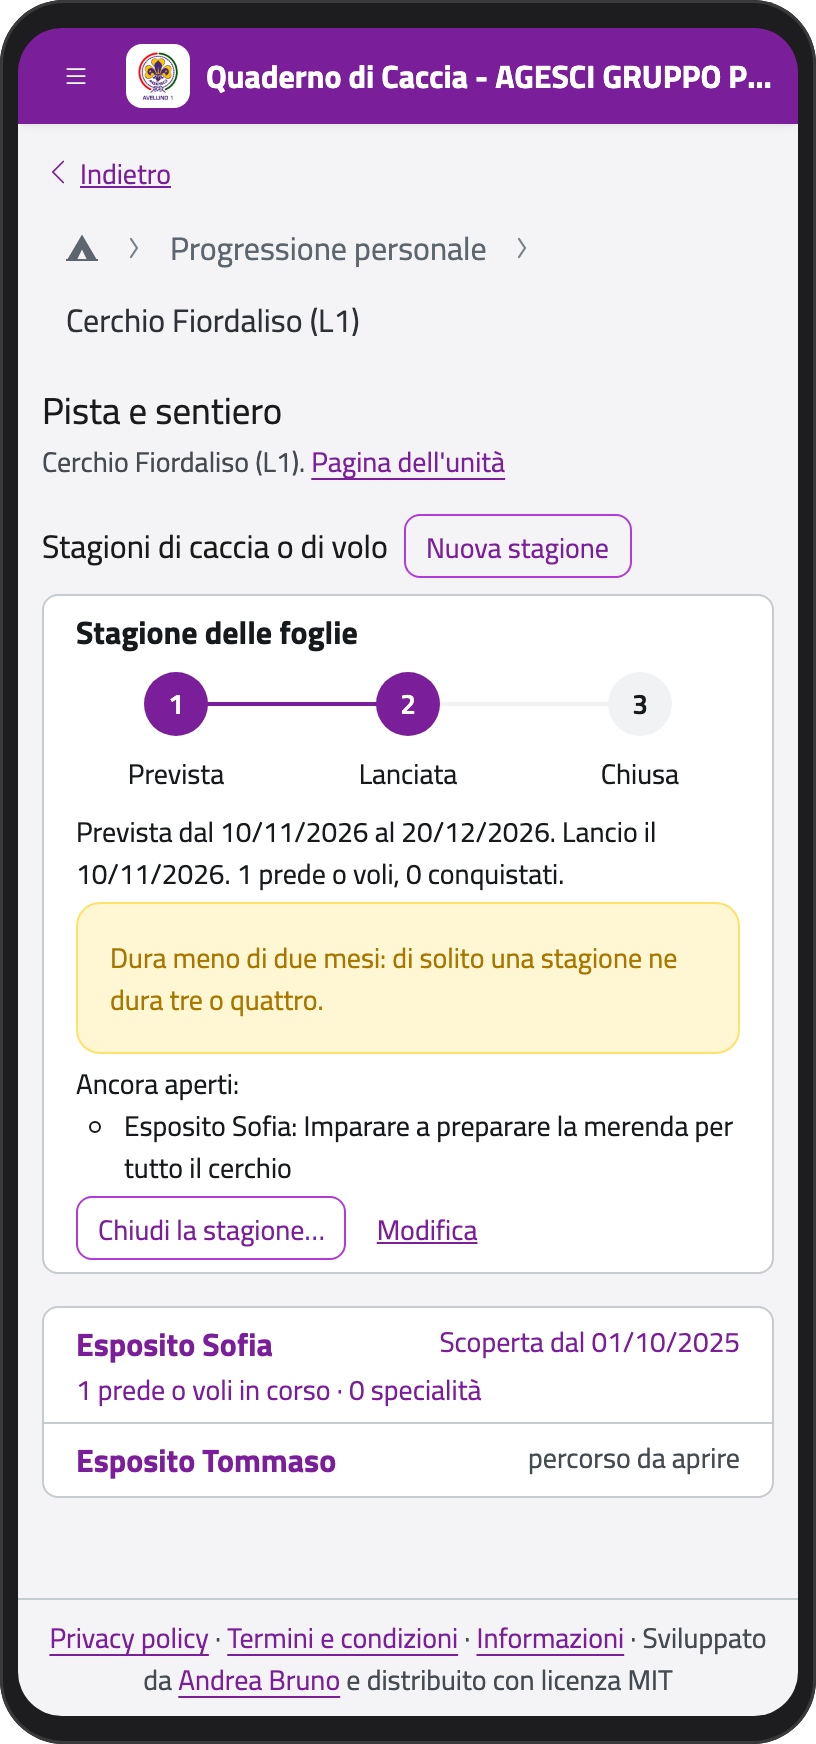 AVELLINO 1
Quaderno di Caccia - AGESCI GRUPPO P...
Indietro
Progressione personale
Cerchio Fiordaliso (L1)
Pista e sentiero
Cerchio Fiordaliso (L1). Pagina dell'unità
Stagioni di caccia o di volo
Nuova stagione
Stagione delle foglie
1 2 3
Prevista Lanciata Chiusa
Prevista dal 10/11/2026 al 20/12/2026. Lancio il
10/11/2026. 1 prede o voli, 0 conquistati.
Dura meno di due mesi: di solito una stagione ne
dura tre o quattro.
Ancora aperti:
Esposito Sofia: Imparare a preparare la merenda per
tutto il cerchio
Chiudi la stagione... Modifica
Esposito Sofia Scoperta dal 01/10/2025
1 prede o voli in corso · 0 specialità
Esposito Tommaso percorso da aprire
Privacy policy · Termini e condizioni · Informazioni · Sviluppato
da Andrea Bruno e distribuito con licenza MIT